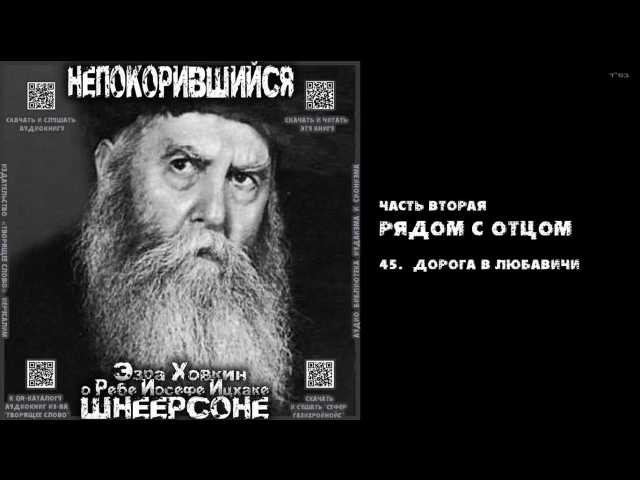 НЕПОКОРИВШИЙСЯ
СКАЧАТЬ И СЛУШАТЬ
АУДИОКНИГУ
СКАЧАТЬ И ЧИТАТЬ
ЭТУ КНИГУ
ИЗДАТЕЛЬСТВО «ТВОРЯЩЕЕ СЛОВО» ИЕРУСАЛИМ
АУДИО БИБЛИОТЕКА ИУДАИЗМА И СИОНИЗМА
Эзра Ховкин
о Ребе Йосефе Ицхаке
ШНЕЕРСОНЕ
К QR-КАТАЛОГУ
АУДИОКНИГ ИЗ-ВА
"ТВОРЯЩЕЕ СЛОВО"
СКАЧАТЬ
И СЛУШАТЬ "СЕФЕР
בס"ד
ЧАСТЬ ВТОРАЯ
РЯДОМ С ОТЦОМ
45. ДОРОГА В ЛЮБАВИЧИ